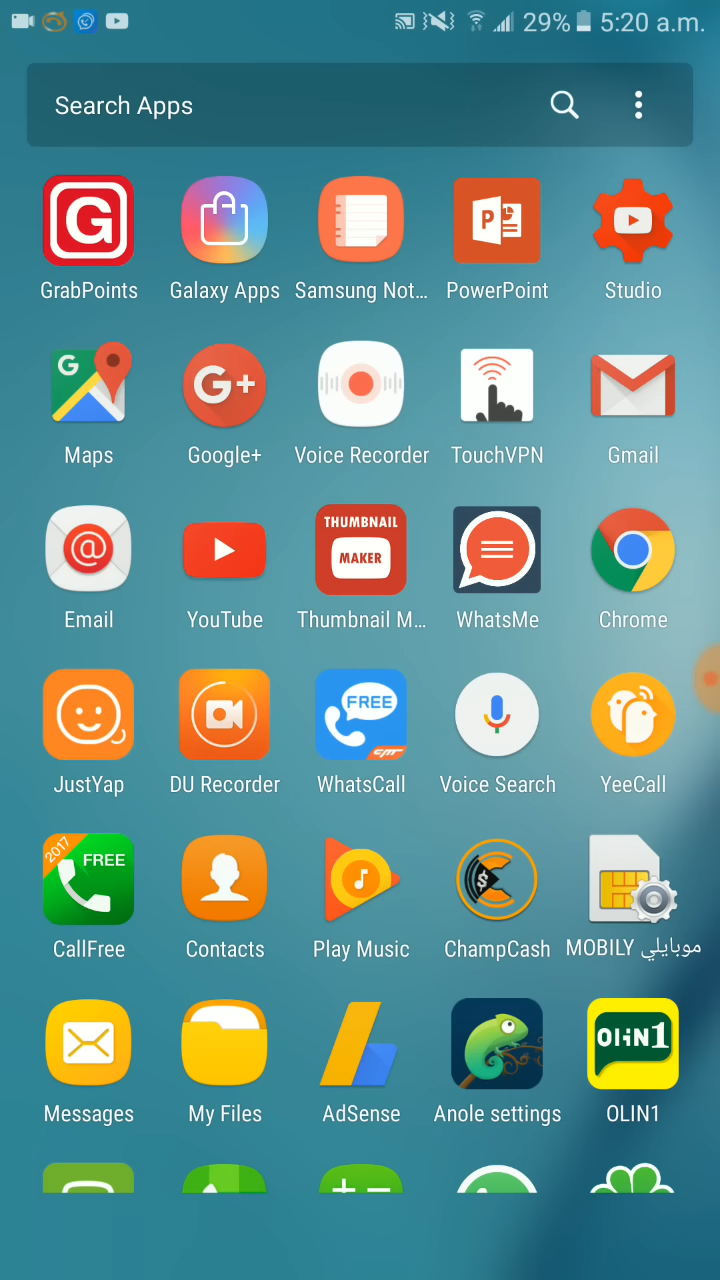 29% 5:20 a.m.
Search Apps
G
GrabPoints Galaxy Apps Samsung Not... PowerPoint Studio
P
G
G+
Maps Google+ Voice Recorder TouchVPN Gmail
@
THUMBNAIL
MAKER
Email YouTube Thumbnail M... WhatsMe Chrome
FREE
CMT
JustYap DU Recorder WhatsCall Voice Search YeeCall
2017
FREE
$
CallFree Contacts Play Music ChampCash MOBILY موبايلي
OliN1
Messages My Files AdSense Anole settings OLIN1